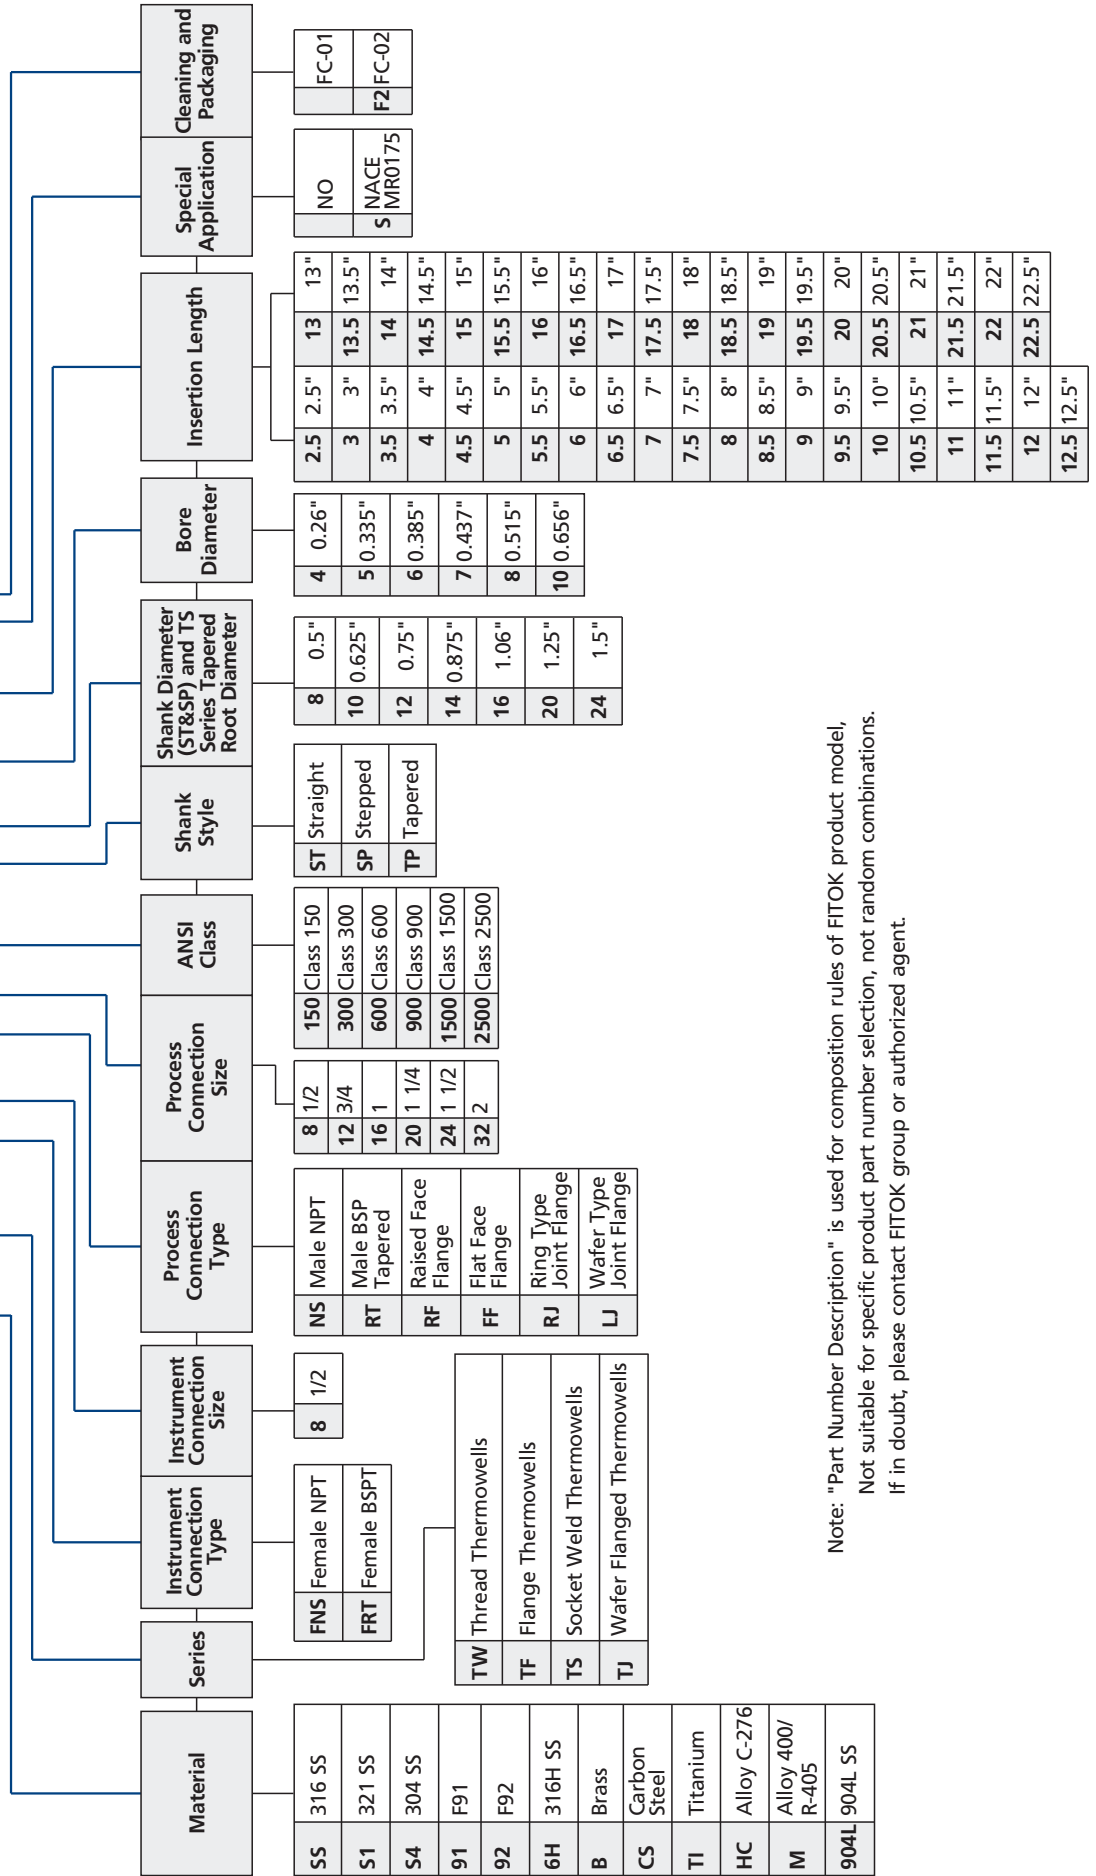 Material
SS 316 SS
S1 321 SS
S4 304 SS
91 F91
92 F92
6H 316H SS
B Brass
CS Carbon
Steel
TI Titanium
HC Alloy C-276
M Alloy 400/
R-405
904L 904L SS
Series
TW Thread Thermowells
TF Flange Thermowells
TS Socket Weld Thermowells
TJ Wafer Flanged Thermowells
Instrument
Connection
Type
FNS Female NPT
FRT Female BSPT
Instrument
Connection
Size
8 1/2
Process
Connection
Type
NS Male NPT
RT Male BSP
Tapered
RF Raised Face
Flange
FF Flat Face
Flange
RJ Ring Type
Joint Flange
LJ Wafer Type
Joint Flange
Process
Connection
Size
8 1/2
12 3/4
16 1
20 1 1/4
24 1 1/2
32 2
ANSI
Class
150 Class 150
300 Class 300
600 Class 600
900 Class 900
1500 Class 1500
2500 Class 2500
Shank
Style
ST Straight
SP Stepped
TP Tapered
Shank Diameter
(ST&SP) and TS
Series Tapered
Root Diameter
8 0.5"
10 0.625"
12 0.75"
14 0.875"
16 1.06"
20 1.25"
24 1.5"
Bore
Diameter
4 0.26"
5 0.335"
6 0.385"
7 0.437"
8 0.515"
10 0.656"
Insertion Length
2.5 2.5" 13 13"
3 3" 13.5 13.5"
3.5 3.5" 14 14"
4 4" 14.5 14.5"
4.5 4.5" 15 15"
5 5" 15.5 15.5"
5.5 5.5" 16 16"
6 6" 16.5 16.5"
6.5 6.5" 17 17"
7 7" 17.5 17.5"
7.5 7.5" 18 18"
8 8" 18.5 18.5"
8.5 8.5" 19 19"
9 9" 19.5 19.5"
9.5 9.5" 20 20"
10 10" 20.5 20.5"
10.5 10.5" 21 21"
11 11" 21.5 21.5"
11.5 11.5" 22 22"
12 12" 22.5 22.5"
12.5 12.5"
Special
Application
NO
S NACE
MR0175
Cleaning and
Packaging
FC-01
F2 FC-02
Note: "Part Number Description" is used for composition rules of FITOK product model,
Not suitable for specific product part number selection, not random combinations.
If in doubt, please contact FITOK group or authorized agent.